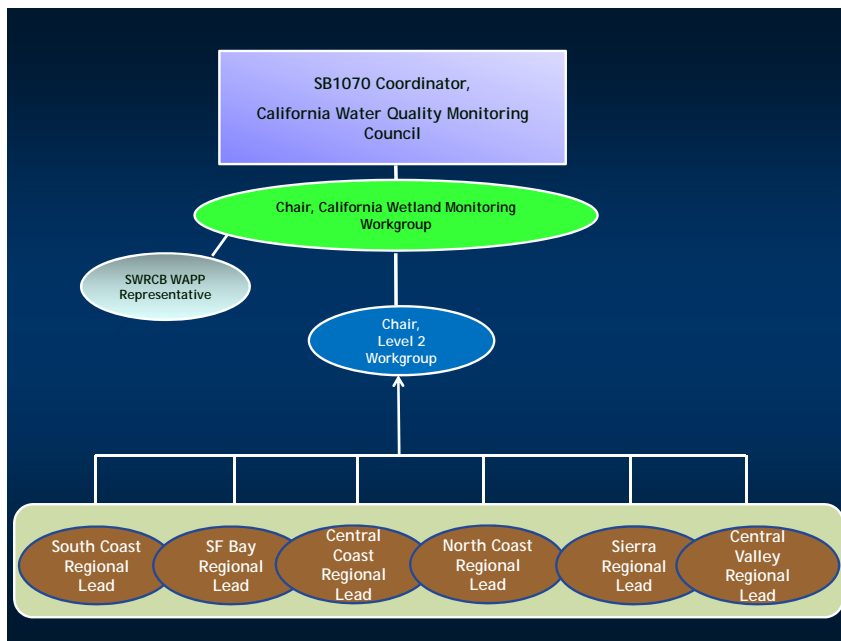 SB1070 Coordinator,
California Water Quality Monitoring
Council
Chair, California Wetland Monitoring
Workgroup
SWRCB WAPP
Representative
Chair,
Level 2
Workgroup
South Coast
Regional
Lead
SF Bay
Regional
Lead
Central
Coast
Regional
Lead
North Coast
Regional
Lead
Sierra
Regional
Lead
Central
Valley
Regional
Lead